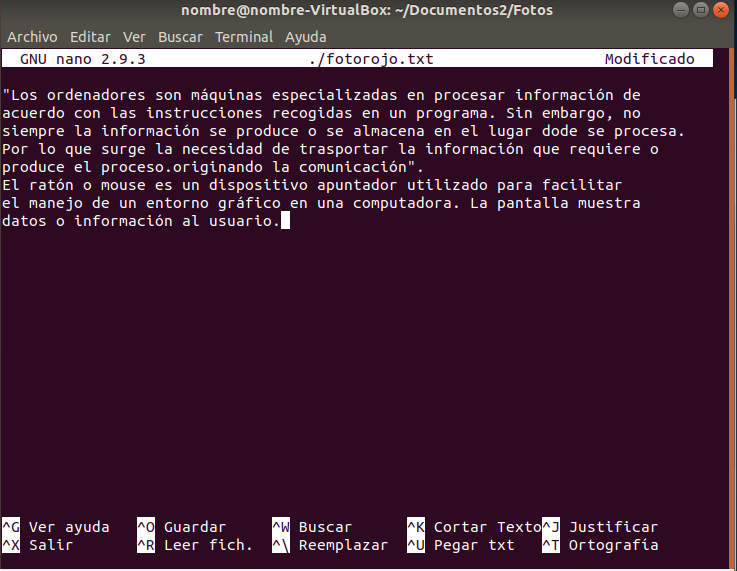 nombre@nombre-VirtualBox: ~/Documentos2/Fotos
Archivo Editar Ver Buscar Terminal Ayuda
GNU nano 2.9.3 ./fotorojo.txt Modificado
"Los ordenadores son máquinas especializadas en procesar información de
acuerdo con las instrucciones recogidas en un programa. Sin embargo, no
siempre la información se produce o se almacena en el lugar dode se procesa.
Por lo que surge la necesidad de trasportar la información que requiere o
produce el proceso.originando la comunicación".
El ratón o mouse es un dispositivo apuntador utilizado para facilitar
el manejo de un entorno gráfico en una computadora. La pantalla muestra
datos o información al usuario.
^G Ver ayuda ^O Guardar ^W Buscar ^K Cortar Texto ^J Justificar
^X Salir ^R Leer fich. ^\ Reemplazar ^U Pegar txt ^T Ortografía